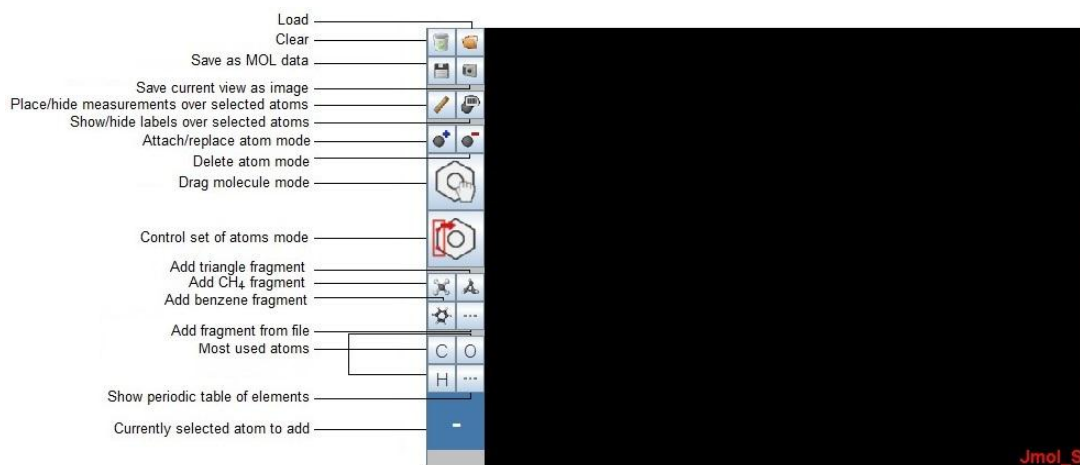 Load
Clear
Save as MOL data
Save current view as image
Place/hide measurements over selected atoms
Show/hide labels over selected atoms
Attach/replace atom mode
Delete atom mode
Drag molecule mode
Control set of atoms mode
Add triangle fragment
Add CH₄ fragment
Add benzene fragment
Add fragment from file
Most used atoms
C O
H ...
Show periodic table of elements
Currently selected atom to add
-
Jmol_S